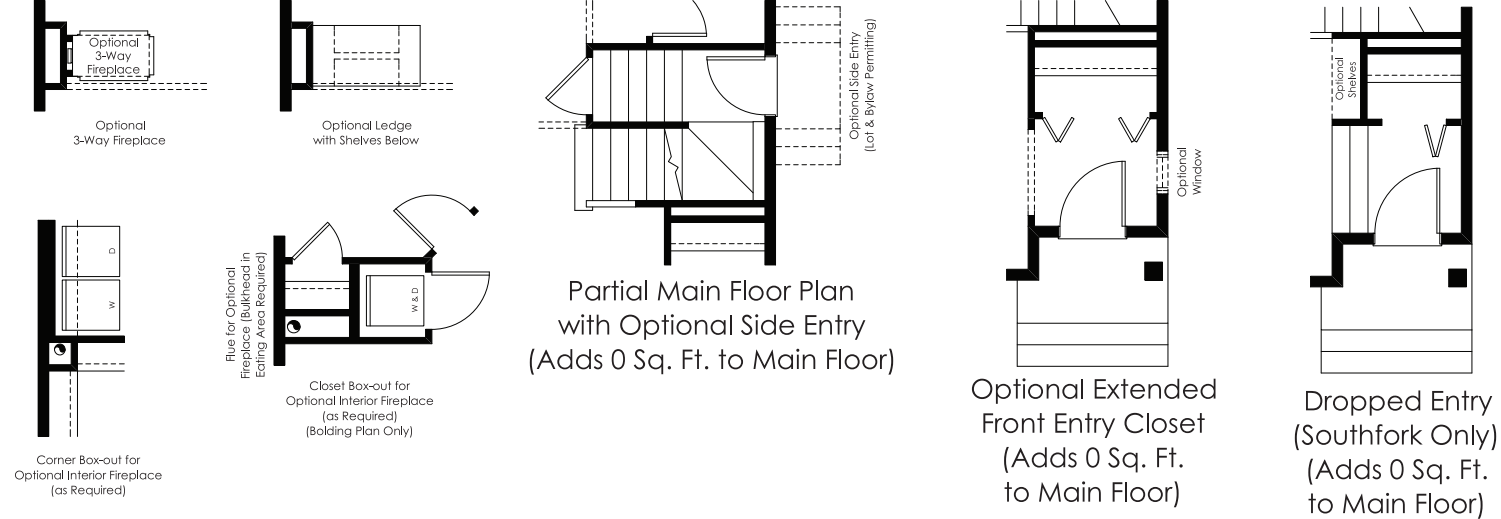 Optional
3-Way
Fireplace
Optional
3-Way Fireplace
Optional Ledge
with Shelves Below
Optional Side Entry
(Lot & Bylaw Permitting)
Partial Main Floor Plan
with Optional Side Entry
(Adds 0 Sq. Ft. to Main Floor)
D
W
Corner Box-out for
Optional Interior Fireplace
(as Required)
Flue for Optional
Fireplace (Bulkhead in
Eating Area Required)
W & D
Closet Box-out for
Optional Interior Fireplace
(as Required)
(Bolding Plan Only)
Optional
Window
Optional Extended
Front Entry Closet
(Adds 0 Sq. Ft.
to Main Floor)
Optional
Shelves
Dropped Entry
(Southfork Only)
(Adds 0 Sq. Ft.
to Main Floor)